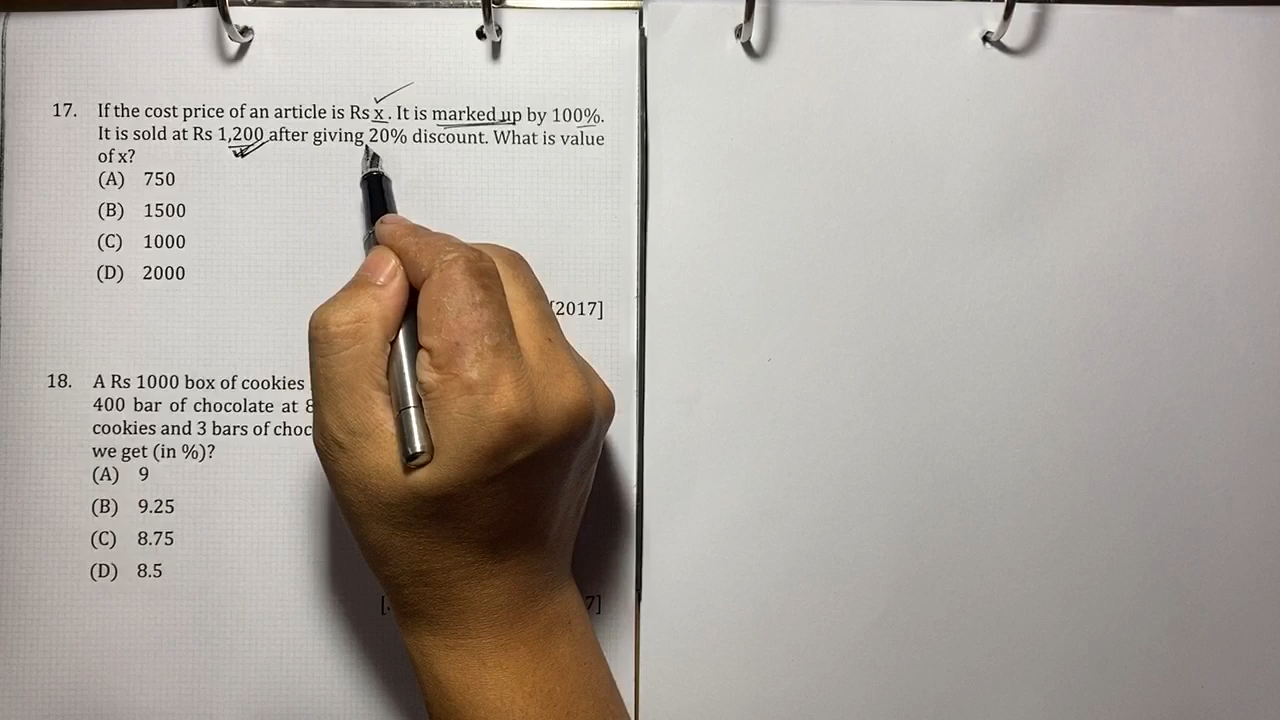 17. If the cost price of an article is Rs x. It is marked up by 100%.
It is sold at Rs 1,200 after giving 20% discount. What is value
of x?
(A) 750
(B) 1500
(C) 1000
(D) 2000
[2017]
18. A Rs 1000 box of cookies
400 bar of chocolate at
cookies and 3 bars of
we get (in %)?
(A) 9
(B) 9.25
(C) 8.75
(D) 8.5